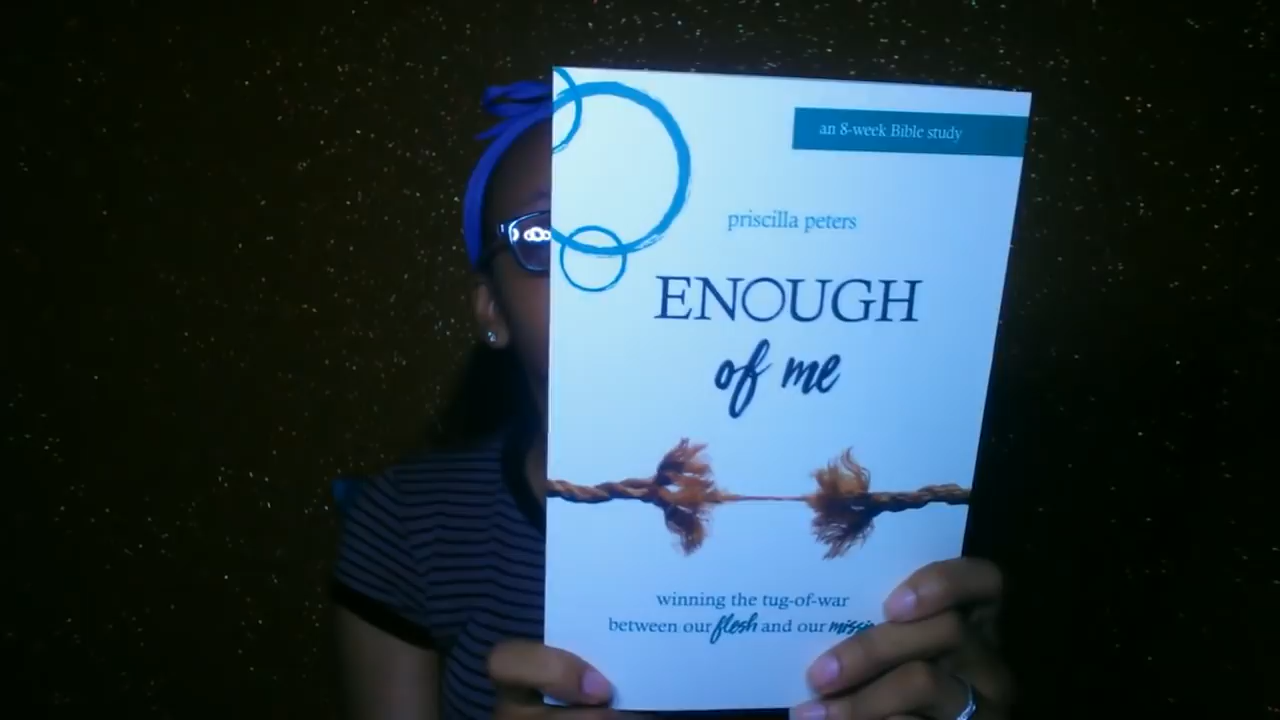 an 8-week Bible study
priscilla peters
ENOUGH
of me
winning the tug-of-war
between our flesh and our